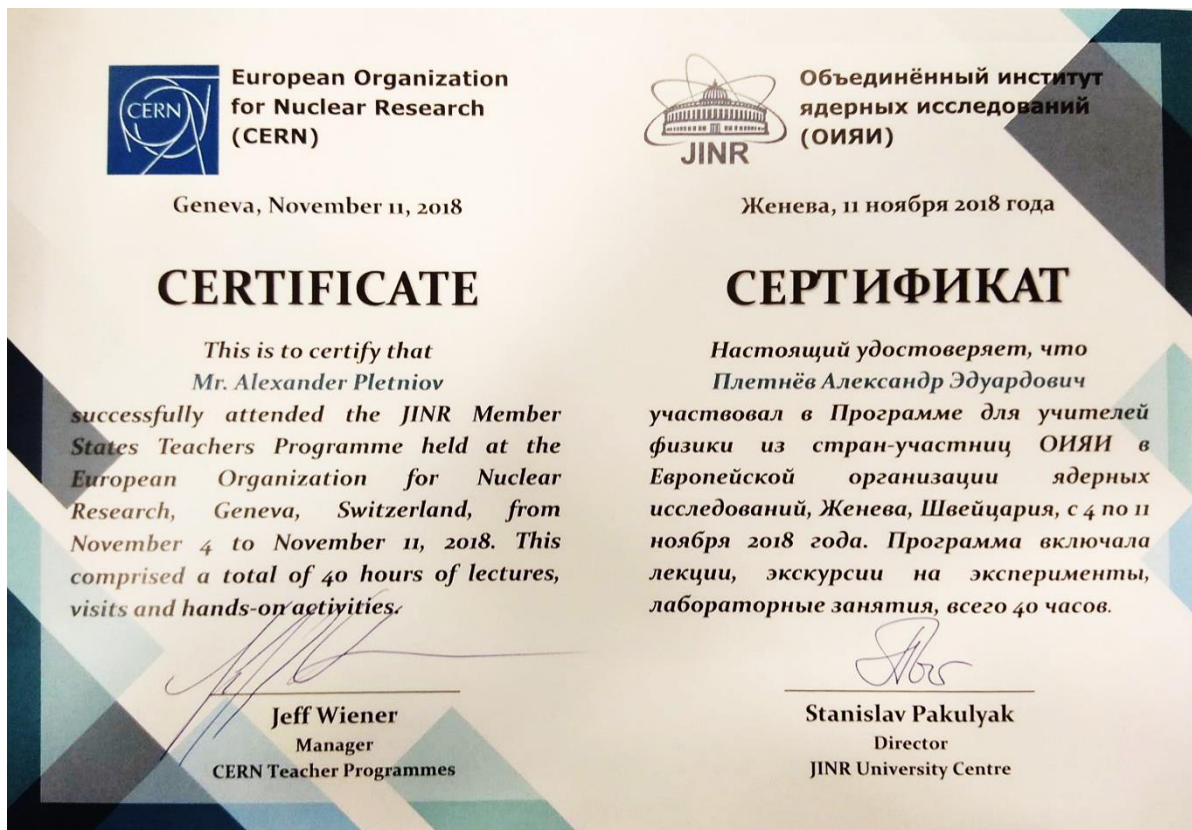 CERN
European Organization
for Nuclear Research
(CERN)
Geneva, November 11, 2018
CERTIFICATE
This is to certify that
Mr. Alexander Pletniov
successfully attended the JINR Member
States Teachers Programme held at the
European Organization for Nuclear
Research, Geneva, Switzerland, from
November 4 to November 11, 2018. This
comprised a total of 40 hours of lectures,
visits and hands-on activities.
Jeff Wiener
Manager
CERN Teacher Programmes
JINR
Объединённый институт
ядерных исследований
(ОИЯИ)
Женева, 11 ноября 2018 года
СЕРТИФИКАТ
Настоящий удостоверяет, что
Плетнёв Александр Эдуардович
участвовал в Программе для учителей
физики из стран-участниц ОИЯИ в
Европейской организации ядерных
исследований, Женева, Швейцария, с 4 по 11
ноября 2018 года. Программа включала
лекции, экскурсии на эксперименты,
лабораторные занятия, всего 40 часов.
Stanislav Pakulyak
Director
JINR University Centre